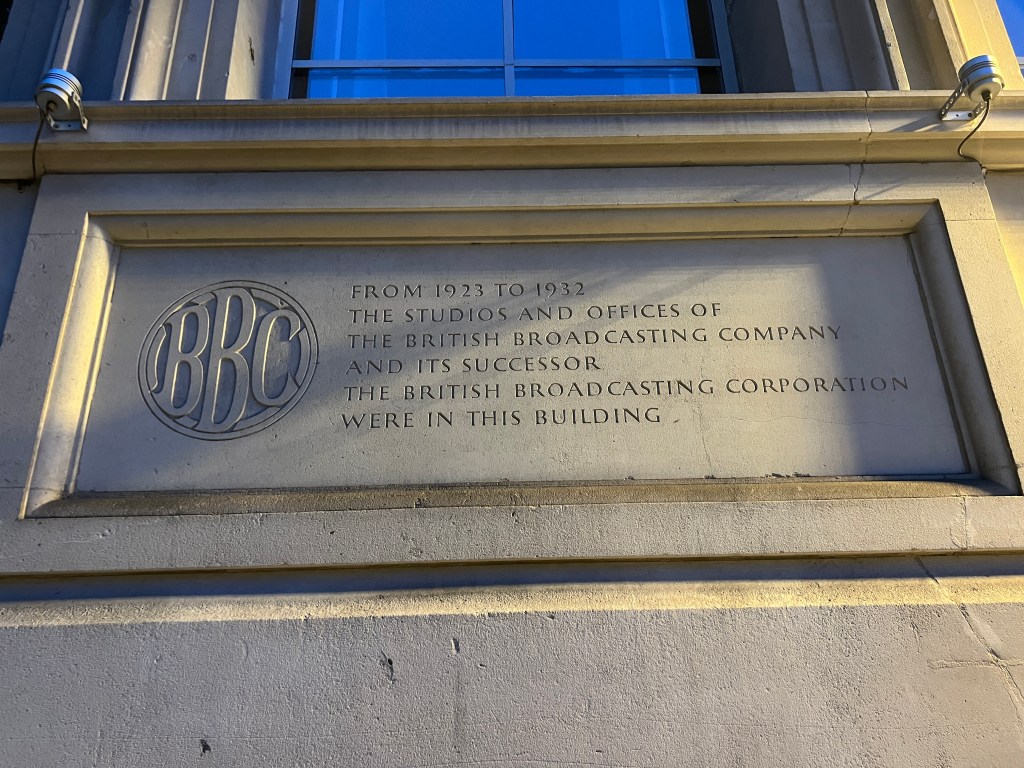 BBC
FROM 1923 TO 1932
THE STUDIOS AND OFFICES OF
THE BRITISH BROADCASTING COMPANY
AND ITS SUCCESSOR
THE BRITISH BROADCASTING CORPORATION
WERE IN THIS BUILDING